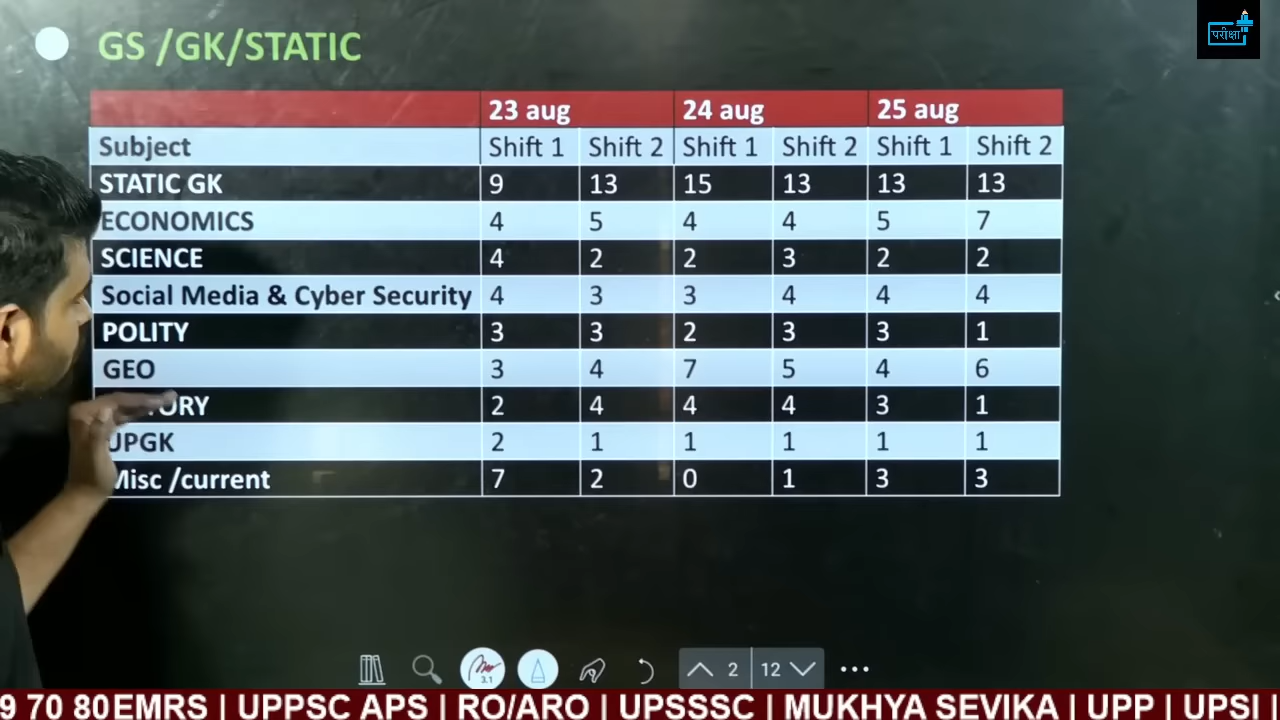 GS /GK/STATIC
परीक्षा
23 aug 24 aug 25 aug
Subject Shift 1 Shift 2 Shift 1 Shift 2 Shift 1 Shift 2
STATIC GK 9 13 15 13 13 13
ECONOMICS 4 5 4 4 5 7
SCIENCE 4 2 2 3 2 2
Social Media & Cyber Security 4 3 3 4 4 4
POLITY 3 3 2 3 3 1
GEO 3 4 7 5 4 6
2 4 4 4 3 1
UPGK 2 1 1 1 1 1
Misc /current 7 2 0 1 3 3
3.1 2 12
9 70 80EMRS | UPPSC APS | RO/ARO | UPSSSC | MUKHYA SEVIKA | UPP | UPSI |